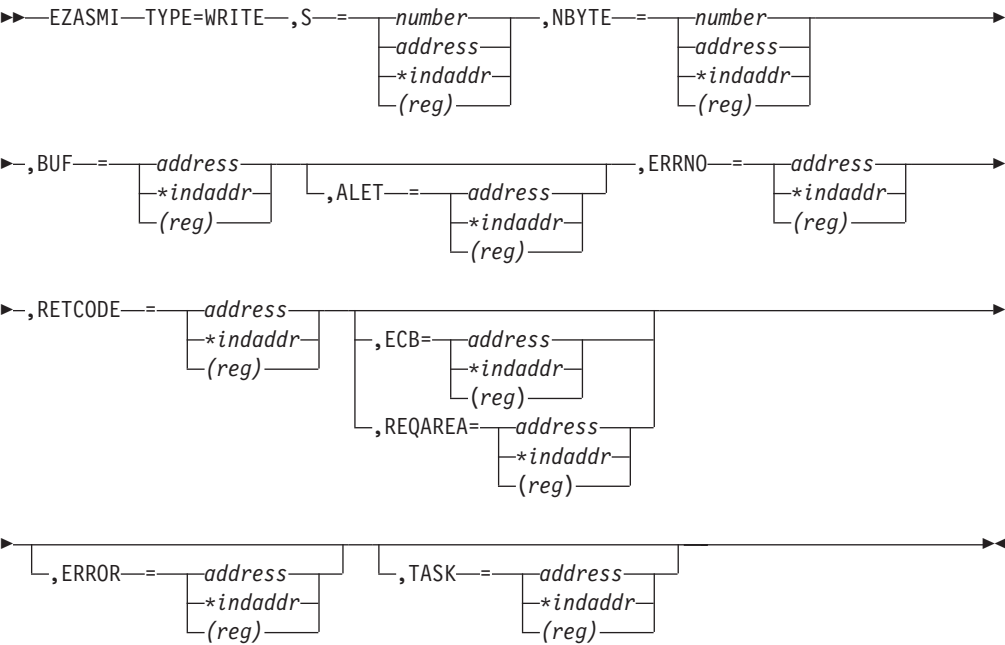 ▶▶—EZASMI—TYPE=WRITE—,S—=—number—,NBYTE—=—number—▶
address address
*indaddr *indaddr
(reg) (reg)
▶—,BUF—=—address—,ERRNO—=—address—▶
*indaddr ,ALET—=—address *indaddr
(reg) *indaddr (reg)
(reg)
▶—,RETCODE—=—address—▶
*indaddr ,ECB=—address
(reg) *indaddr
(reg)
,REQAREA=—address
*indaddr
(reg)
▶—▶◀
,ERROR—=—address ,TASK—=—address
*indaddr *indaddr
(reg) (reg)